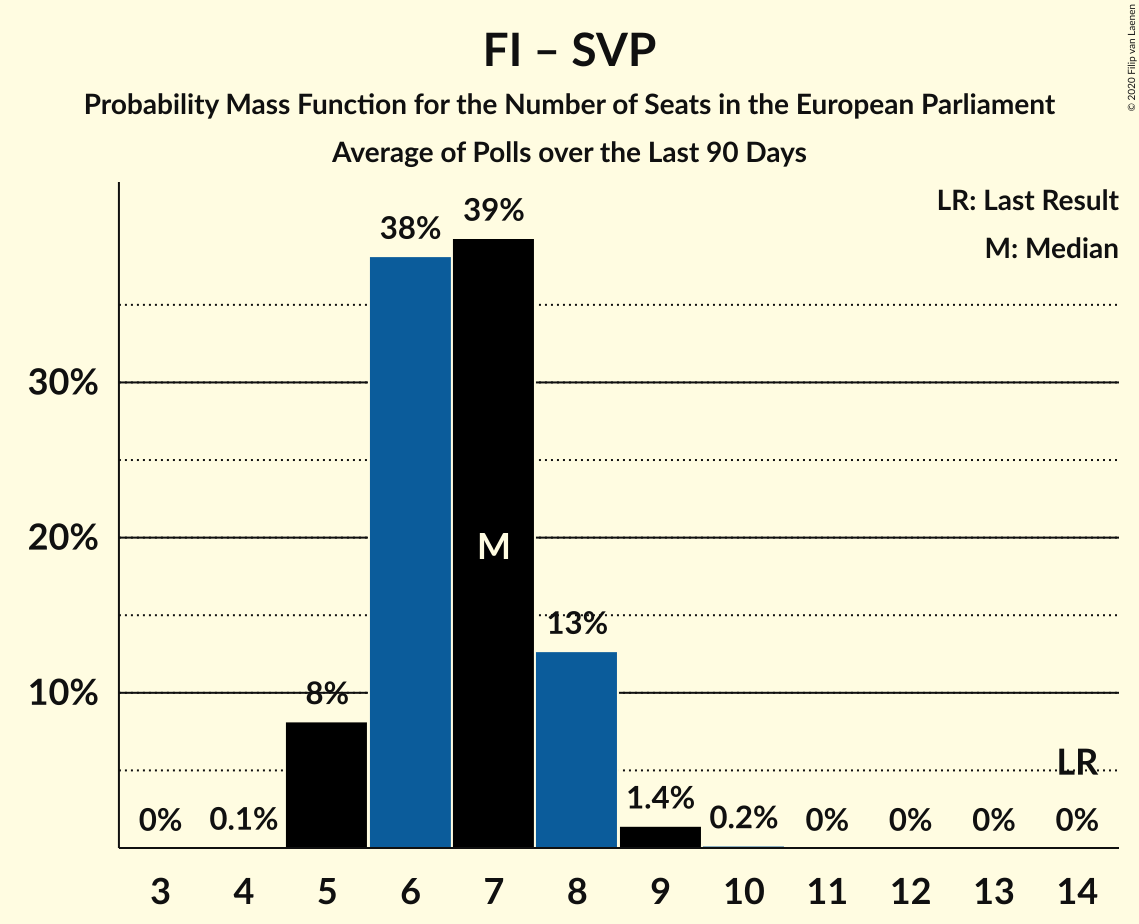 FI – SVP
Probability Mass Function for the Number of Seats in the European Parliament
Average of Polls over the Last 90 Days
© 2020 Filip van Laenen
LR: Last Result
M: Median
30%
20%
10%
0%
0.1%
8%
38%
39%
M
13%
1.4%
0.2%
0%
0%
0%
LR
0%
3 4 5 6 7 8 9 10 11 12 13 14